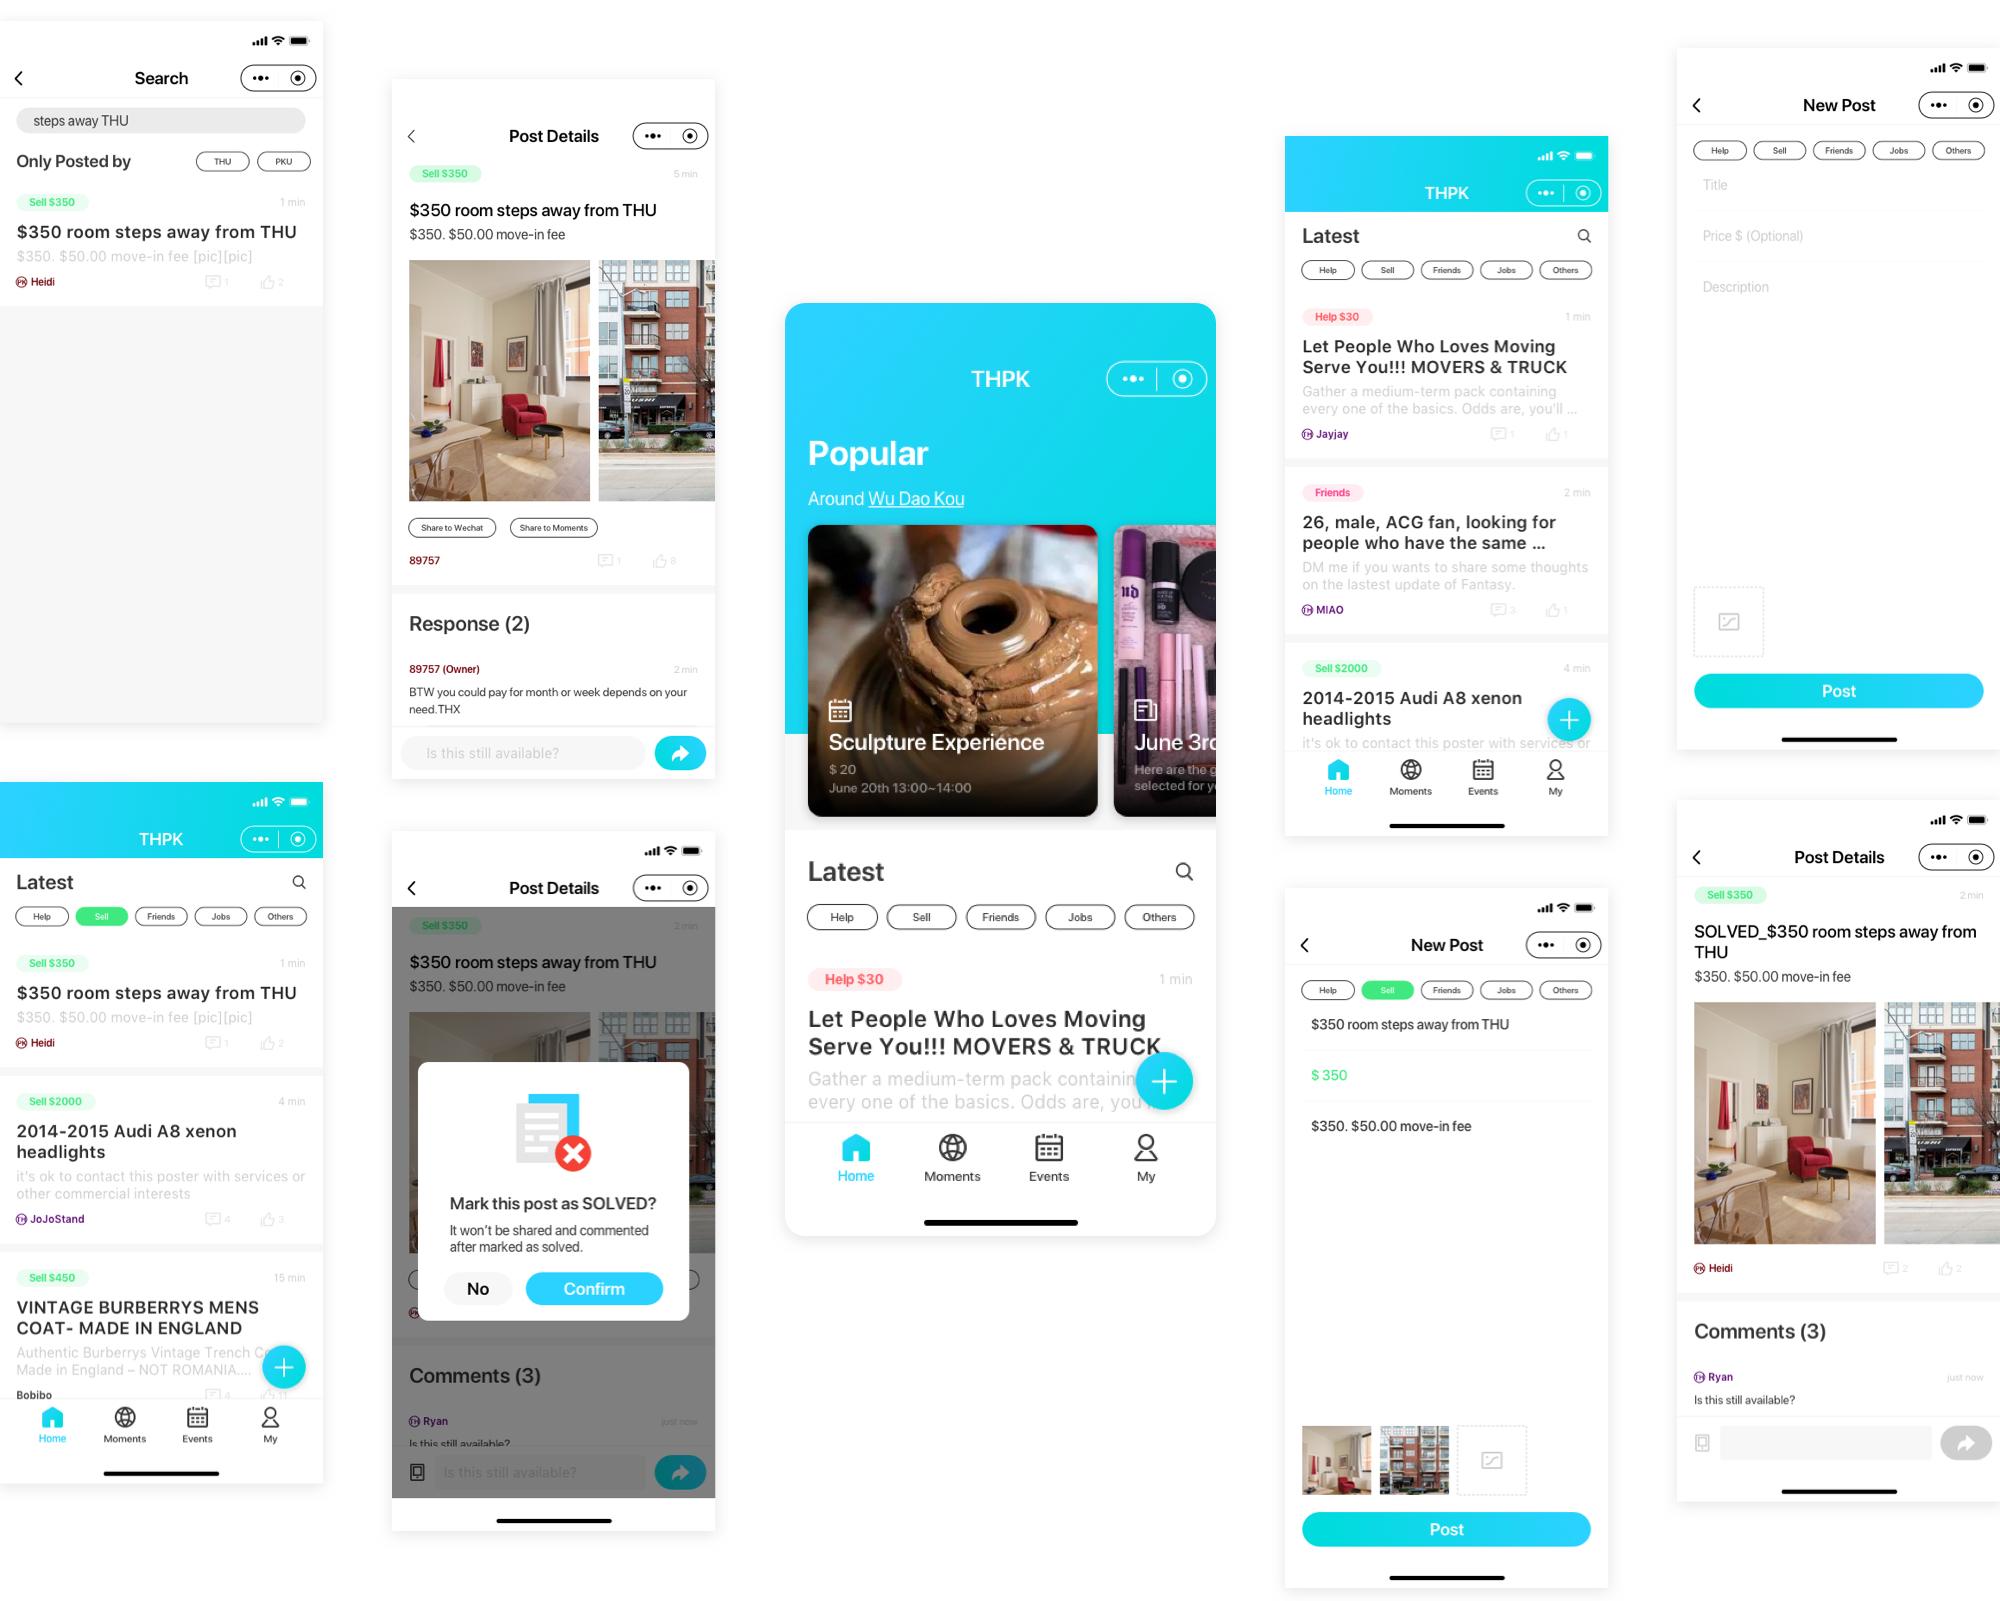 Search
steps away THU
Only Posted by
THU
PKU
Sell $350
1 min
$350 room steps away from THU
$350. $50.00 move-in fee [pic][pic]
PK Heidi
1
2
THPK
Latest
Help
Sell
Friends
Jobs
Others
Sell $350
1 min
$350 room steps away from THU
$350. $50.00 move-in fee [pic][pic]
PK Heidi
1
2
Sell $2000
4 min
2014-2015 Audi A8 xenon
headlights
it's ok to contact this poster with services or
other commercial interests
TH JoJoStand
4
3
Sell $450
15 min
VINTAGE BURBERRYS MENS
COAT- MADE IN ENGLAND
Authentic Burberrys Vintage Trench
Made in England – NOT ROMANIA....
Bobibo
4
11
Home
Moments
Events
My
Post Details
Sell $350
5 min
$350 room steps away from THU
$350. $50.00 move-in fee
Share to Wechat
Share to Moments
89757
1
8
Response (2)
89757 (Owner)
2 min
BTW you could pay for month or week depends on your
need.THX
Is this still available?
Post Details
Sell $350
2 min
$350 room steps away from THU
$350. $50.00 move-in fee
Mark this post as SOLVED?
It won't be shared and commented
after marked as solved.
No
Confirm
Comments (3)
TH Ryan
just now
Is this still available?
Is this still available?
THPK
Popular
Around Wu Dao Kou
Sculpture Experience
$ 20
June 20th 13:00~14:00
June 3rd
Here are the g
selected for y
Latest
Help
Sell
Friends
Jobs
Others
Help $30
1 min
Let People Who Loves Moving
Serve You!!! MOVERS & TRUCK
Gather a medium-term pack containin
every one of the basics. Odds are, you'll
Home
Moments
Events
My
THPK
Latest
Help
Sell
Friends
Jobs
Others
Help $30
1 min
Let People Who Loves Moving
Serve You!!! MOVERS & TRUCK
Gather a medium-term pack containing
every one of the basics. Odds are, you'll ...
TH Jayjay
1
1
Friends
2 min
26, male, ACG fan, looking for
people who have the same ...
DM me if you wants to share some thoughts
on the lastest update of Fantasy.
TH MIAO
3
1
Sell $2000
4 min
2014-2015 Audi A8 xenon
headlights
it's ok to contact this poster with services or
Home
Moments
Events
My
New Post
Help
Sell
Friends
Jobs
Others
$350 room steps away from THU
$ 350
$350. $50.00 move-in fee
Post
New Post
Help
Sell
Friends
Jobs
Others
Title
Price $ (Optional)
Description
Post
Post Details
Sell $350
2 min
SOLVED_$350 room steps away from
THU
$350. $50.00 move-in fee
PK Heidi
2
2
Comments (3)
TH Ryan
just now
Is this still available?